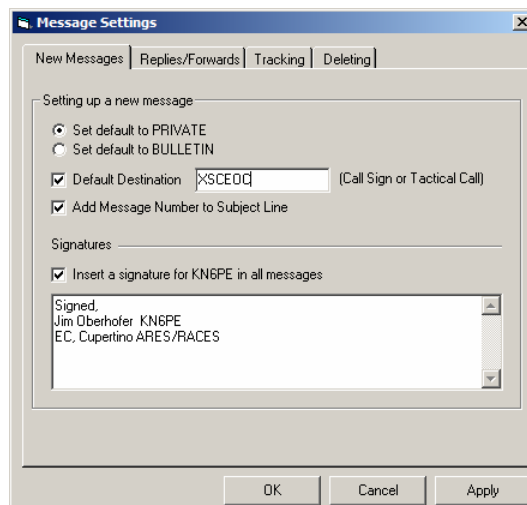 Message Settings
New Messages Replies/Forwards Tracking Deleting
Setting up a new message
Set default to PRIVATE
Set default to BULLETIN
Default Destination XSCEOC (Call Sign or Tactical Call)
Add Message Number to Subject Line
Signatures
Insert a signature for KN6PE in all messages
Signed,
Jim Oberhofer KN6PE
EC, Cupertino ARES/RACES
OK Cancel Apply